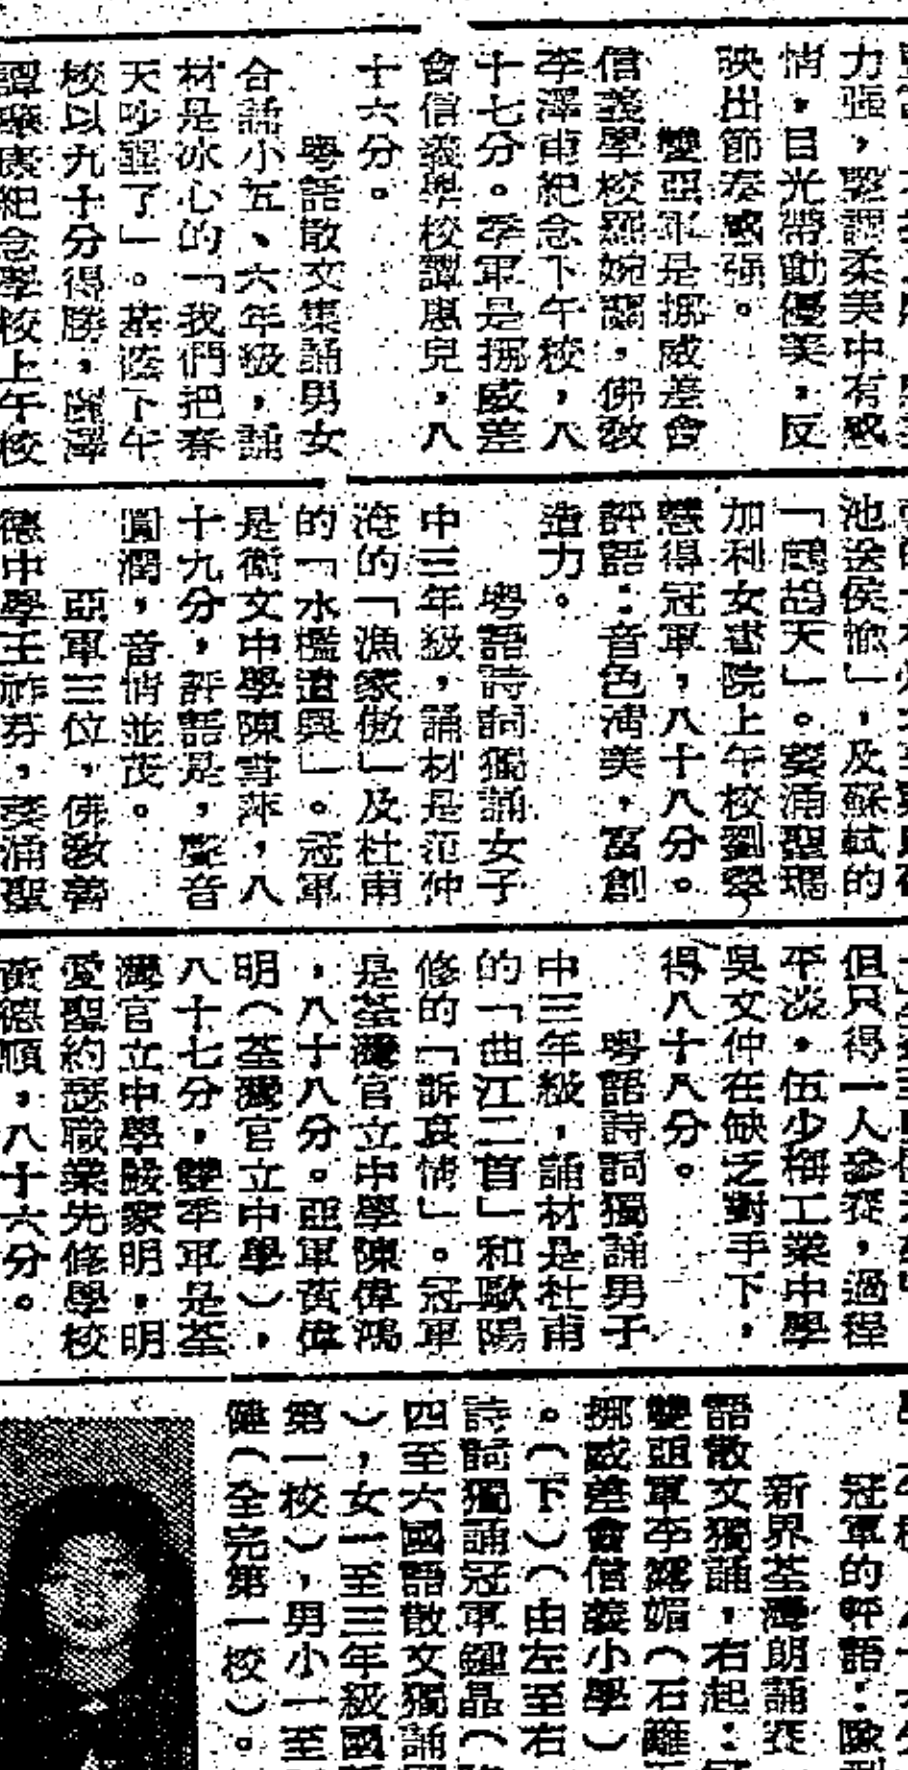 力强，聲調柔美中有感
情，目光帶動優美，反
映出節奏感强。
雙亞軍是挪威差會
信義學校羅婉嫻，佛敎
李澤甫紀念下午校，八
十七分。季軍是挪威差
會信義學校譚惠兒，八
十六分。
粤語散文集誦男女
合誦小五、六年級，誦
材是冰心的「我們把春
天吵醒了」。基蔭下午
校以九十分得勝，
紀念學校上午校
池送侯愉」，及蘇軾的
「鷓鴣天」。葵涌聖瑪
加利女書院上午校劉翠
慧得冠軍，八十八分。
評語：音色淸美，富創
造力。
粤語詩詞獨誦女子
中三年級，誦材是范仲
淹的「漁家傲」及杜甫
的「水檻遣興」。冠軍
是衞文中學陳雪萍，八
十九分，評語是，聲音
圓潤，音情並茂。
亞軍三位，佛敎善
德中學王祚芬，葵涌聖
但只得一人參賽，過程
平淡，伍少梅工業中學
吳文仲在缺乏對手下，
得八十八分。
粤語詩詞獨誦男子
中三年級，誦材是杜甫
的「曲江二首」和歐陽
修的「訴衷情」。冠軍
是荃灣官立中學陳偉鴻
，八十八分。亞軍黃偉
明（荃灣官立中學），
八十七分，雙季軍是荃
灣官立中學嚴家明，明
愛聖約瑟職業先修學校
黃德順，八十六分。
冠軍的評語：
新界荃灣朗誦賽
語散文獨誦，右起：
雙亞軍李媚（石籬
挪威差會信義小學）
。（下）（由左至右
詩詞獨誦冠軍鍾晶（
四至六國語散文獨誦
），女一至三年級國
第一校），男小一至
健（全完第一校）。